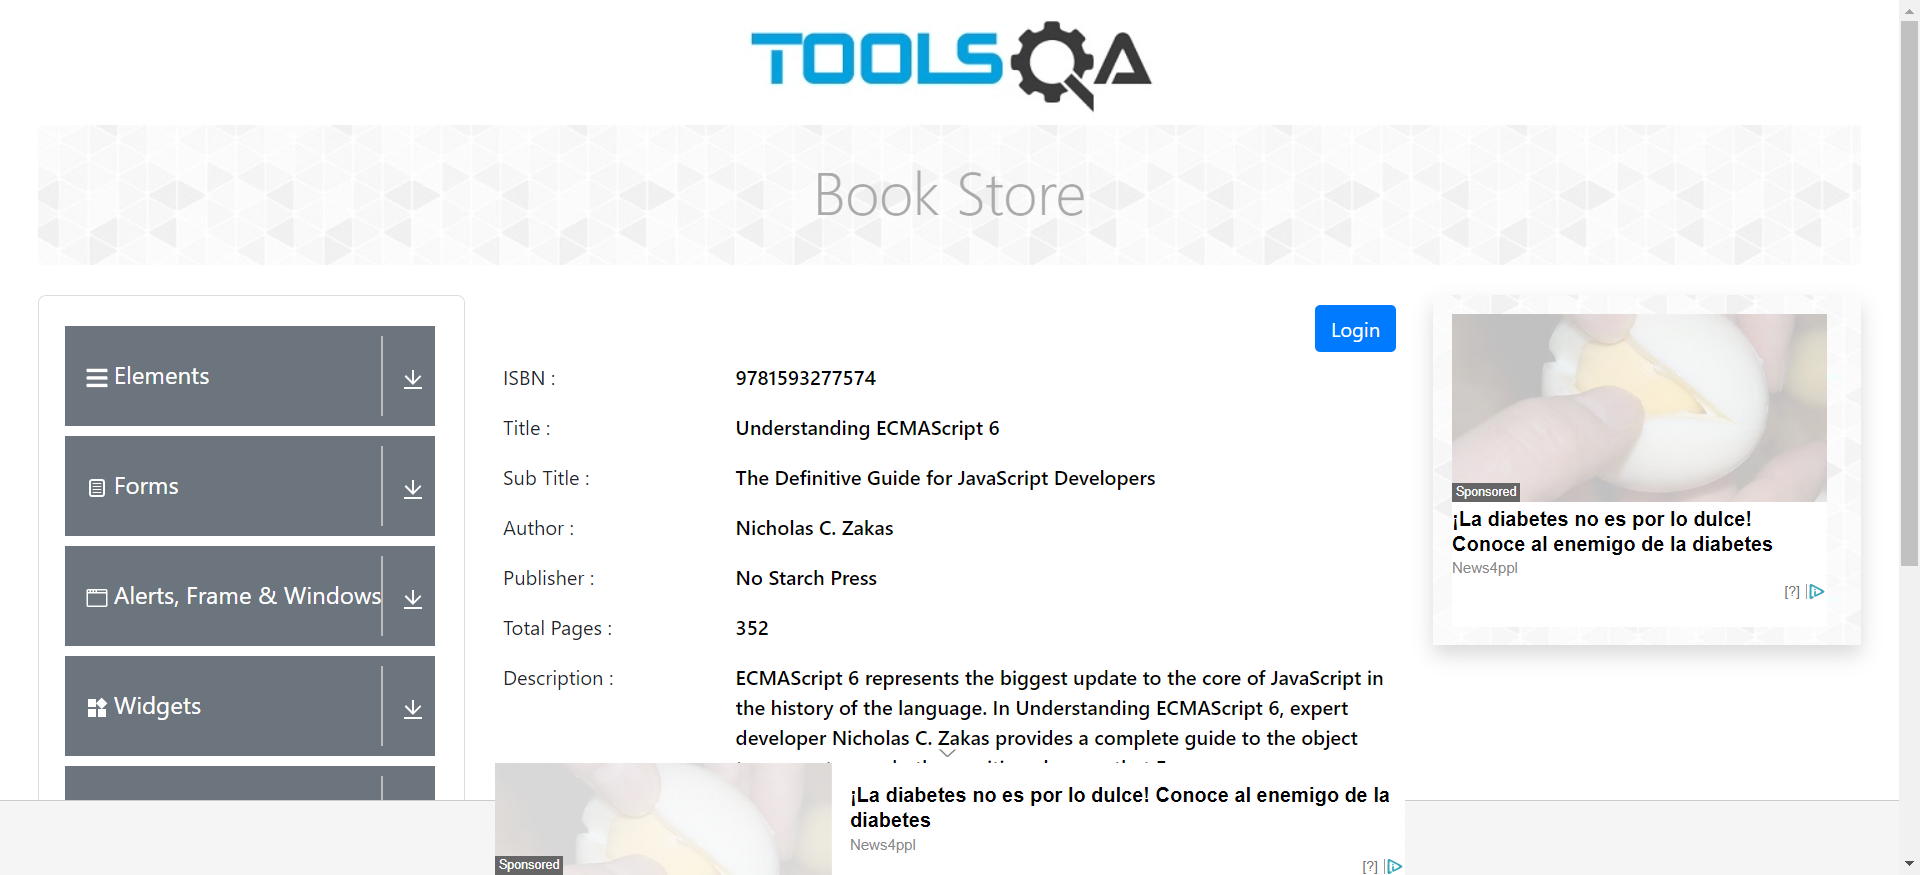 TOOLSQA
Book Store
Elements
Forms
Alerts, Frame & Windows
Widgets
Login
ISBN :
9781593277574
Title :
Understanding ECMAScript 6
Sub Title :
The Definitive Guide for JavaScript Developers
Author :
Nicholas C. Zakas
Publisher :
No Starch Press
Total Pages :
352
Description :
ECMAScript 6 represents the biggest update to the core of JavaScript in
the history of the language. In Understanding ECMAScript 6, expert
developer Nicholas C. Zakas provides a complete guide to the object
Sponsored
¡La diabetes no es por lo dulce!
Conoce al enemigo de la diabetes
News4ppl
[?]
Sponsored
¡La diabetes no es por lo dulce! Conoce al enemigo de la
diabetes
News4ppl
[?]